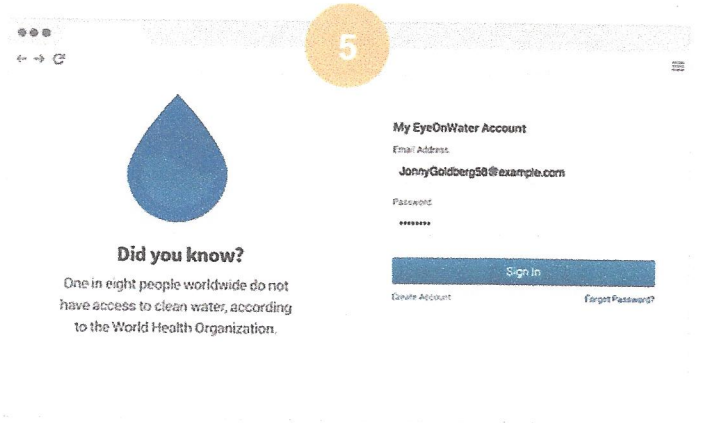 5
My EyeOnWater Account
Email Address
JonnyGoldberg58@example.com
Password
••••••••
Sign In
Create Account
Forgot Password?
Did you know?
One in eight people worldwide do not
have access to clean water, according
to the World Health Organization.